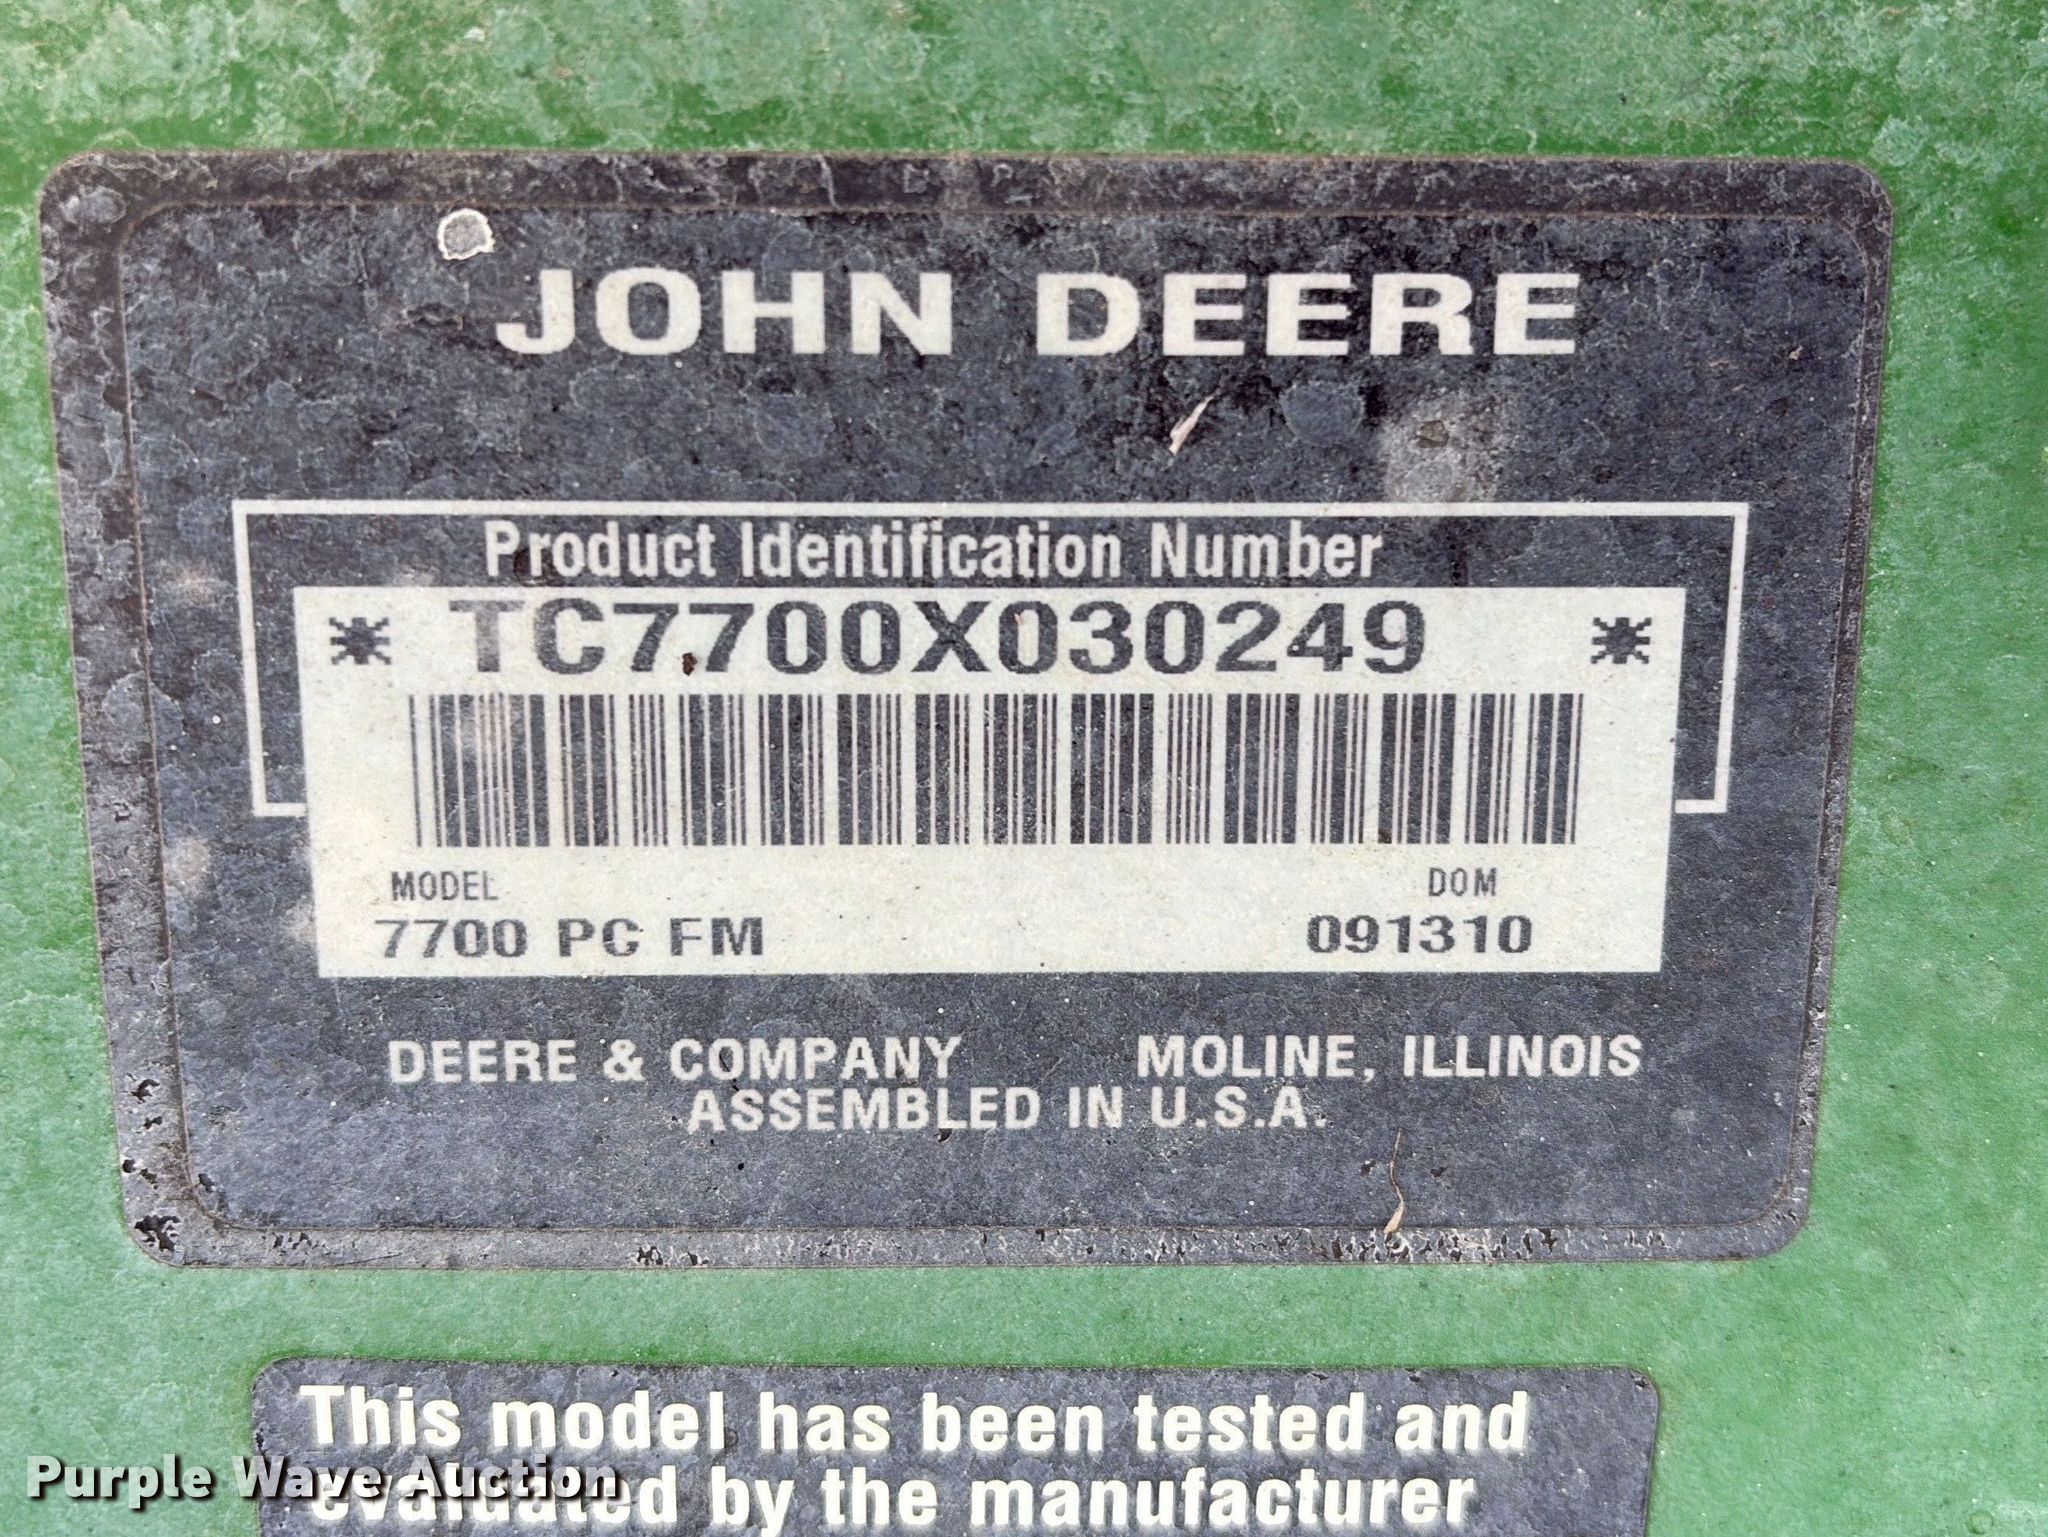 JOHN DEERE
Product Identification Number
* TC7700X030249 *
MODEL DOM
7700 PC FM 091310
DEERE & COMPANY MOLINE, ILLINOIS
ASSEMBLED IN U.S.A.
This model has been tested and
evaluated by the manufacturer
Purple Wave Auction